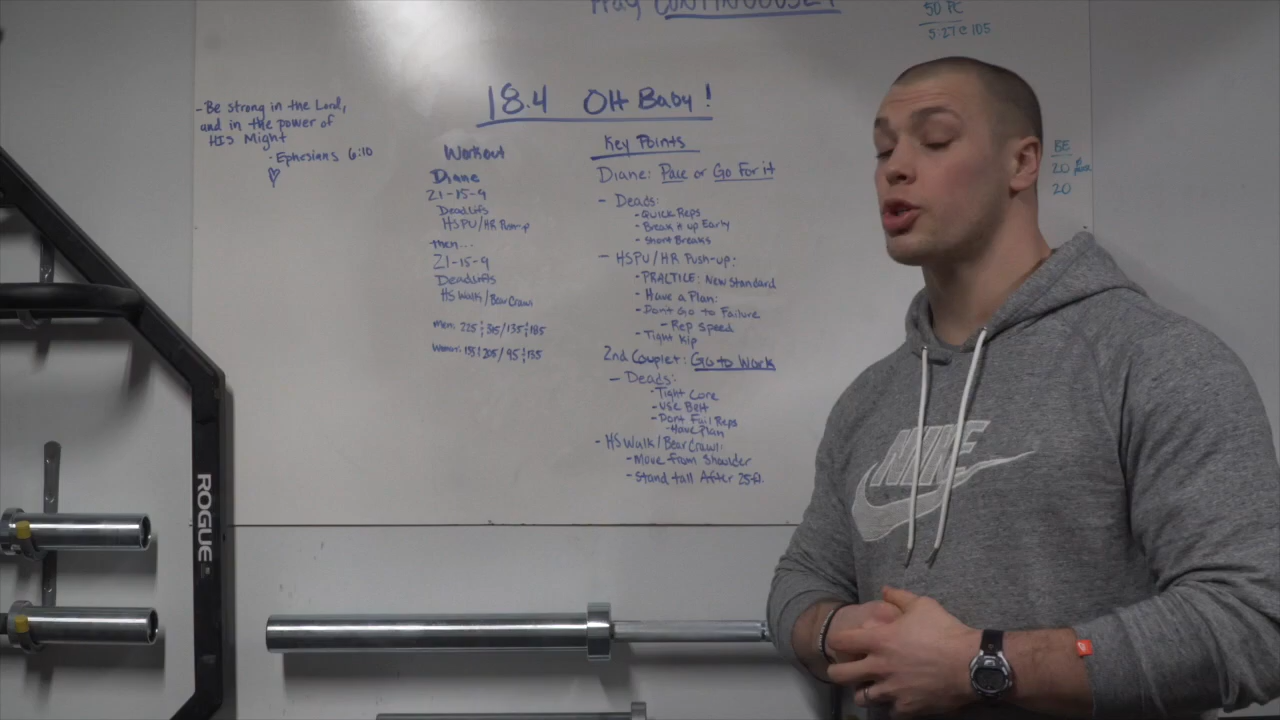 Pray CONTINUOUSLY
50 PC
5:27 @ 105
- Be strong in the Lord,
and in the power of
HIS Might
- Ephesians 6:10
18.4 OH Baby!
Workout
Diane
21-15-9
Deadlifs
HSPU/HR Push-p
then...
21-15-9
Deadlifts
HS Walk/Bear Crawl
Men: 225 ; 315/135 ; 185
Women: 155 ; 205/95 ; 135
Key Points
Diane: Pace or Go For it
- Deads:
- Quick Reps
- Break it up Early
- Short Breaks
- HSPU/HR Push-up:
- PRACTICE: New Standard
- Have a Plan:
- Dont Go to Failure
- Rep Speed
- Tight Kip
2nd Couplet: Go to Work
- Deads:
- Tight Core
- Use Belt
- Dont Fail Reps
- Have Plan
- HS Walk/Bear Crawl:
- Move from Shoulder
- Stand tall After 25ft.
BE
20
20
NIKE
ROGUE